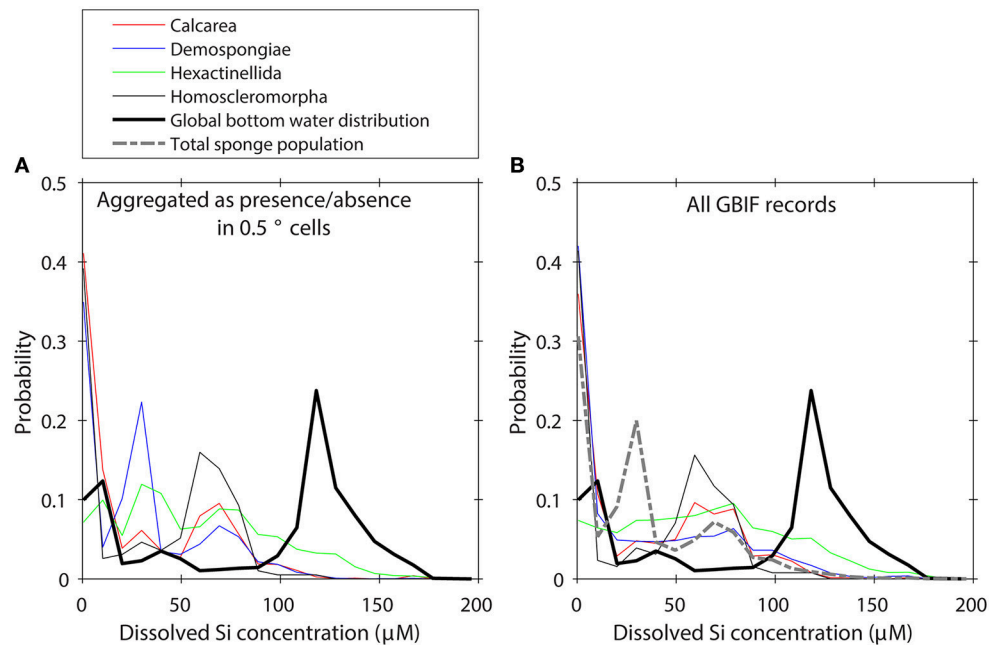 Calcarea
Demospongiae
Hexactinellida
Homoscleromorpha
Global bottom water distribution
Total sponge population
A
B
0.5
0.4
0.3
0.2
0.1
0
Probability
Aggregated as presence/absence
in 0.5 ° cells
0
50
100
150
200
Dissolved Si concentration (µM)
0.5
0.4
0.3
0.2
0.1
0
Probability
All GBIF records
0
50
100
150
200
Dissolved Si concentration (µM)